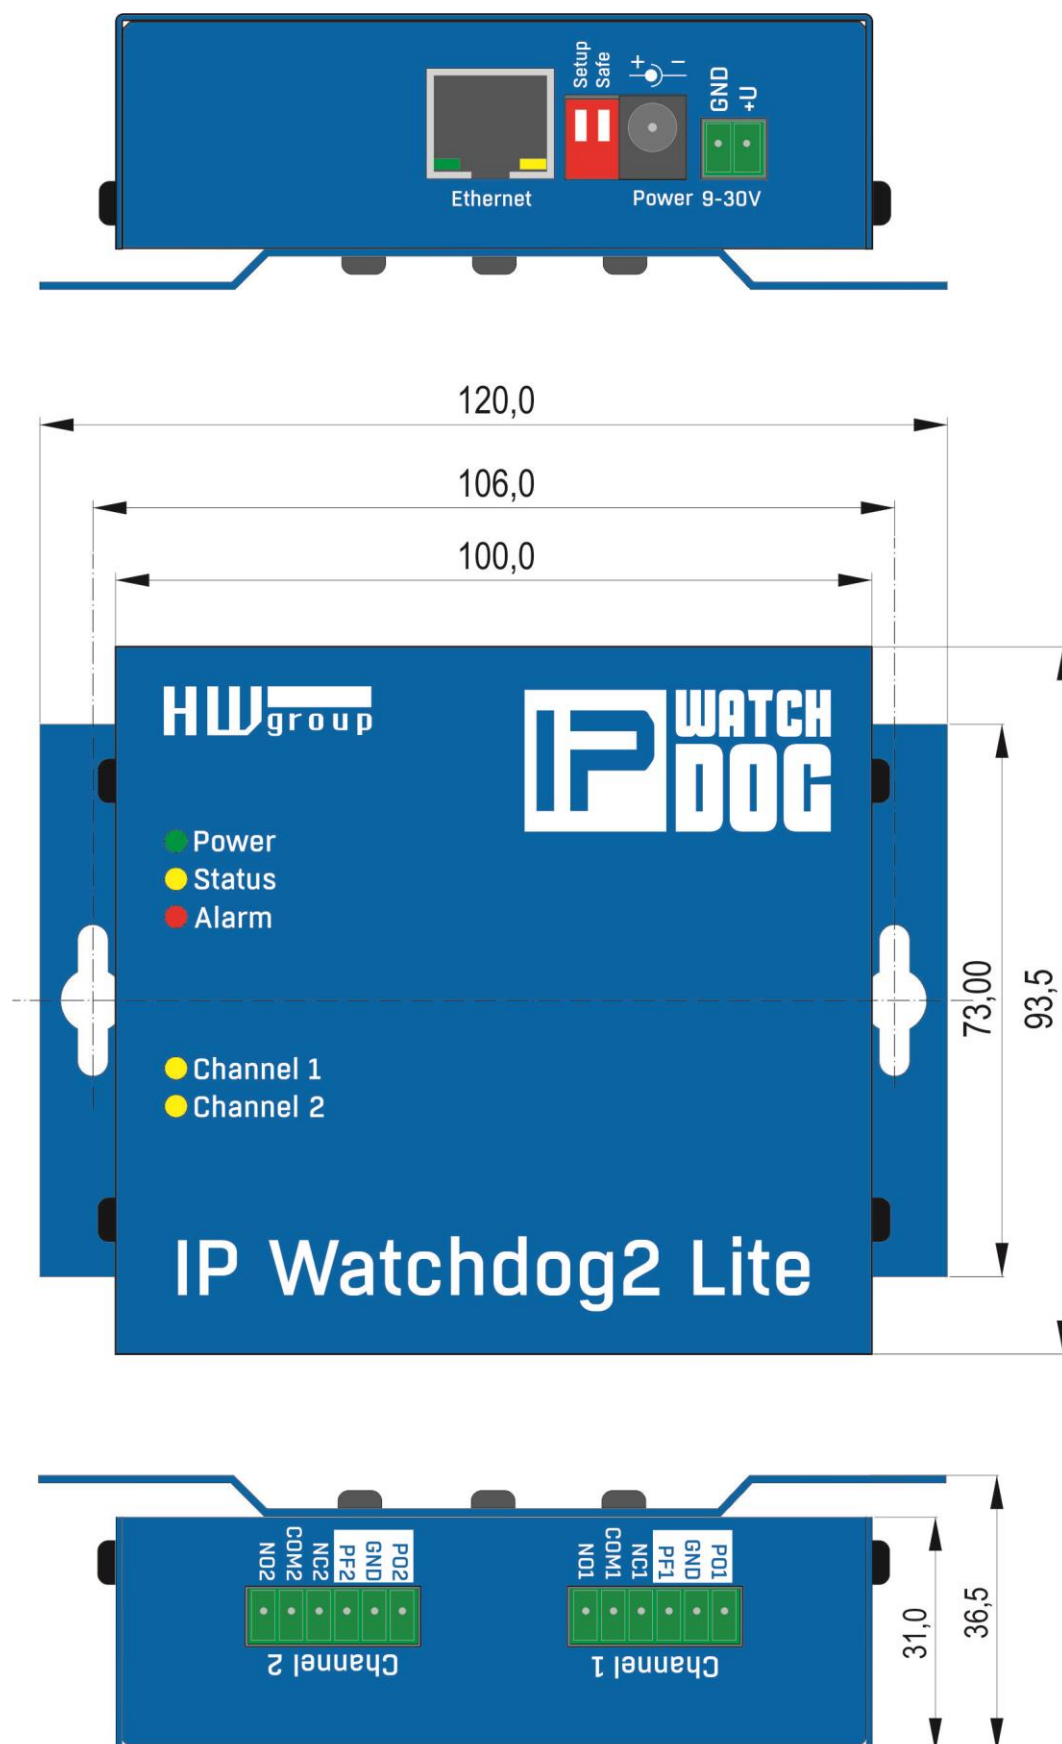 Setup
Safe
+ −
GND
+U
Ethernet
Power 9-30V
120,0
106,0
100,0
HW group
IP WATCH DOG
Power
Status
Alarm
73,00
93,5
Channel 1
Channel 2
IP Watchdog2 Lite
NO2
COM2
NC2
PF2
GND
PO2
NO1
COM1
NC1
PF1
GND
PO1
Channel 2
Channel 1
31,0
36,5